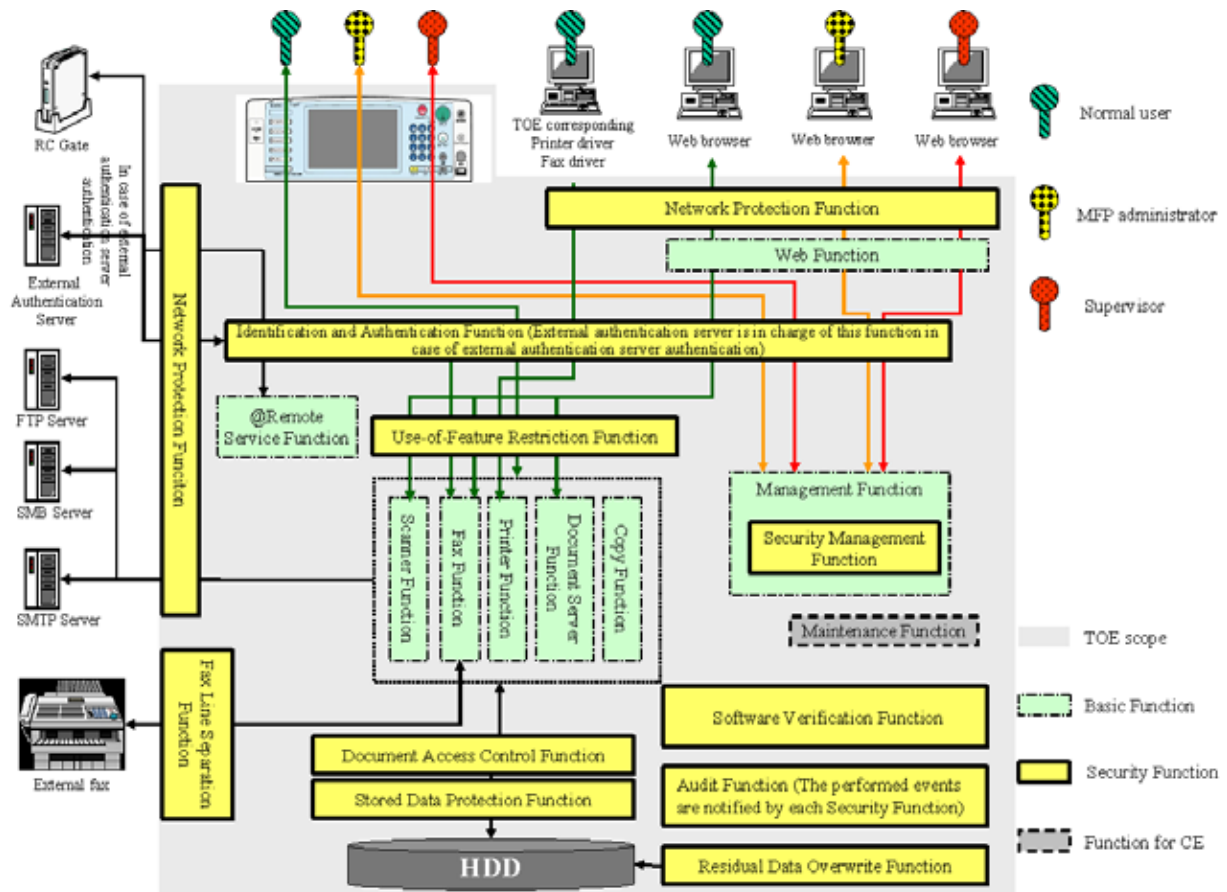 RC Gate
In case of external
authentication server
authentication
External
Authentication
Server
FTP Server
SMB Server
SMTP Server
External fax
TOE corresponding
Printer driver
Fax driver
Web browser
Web browser
Web browser
Normal user
MFP administrator
Supervisor
Network Protection Function
Web Function
Network Protection Funciton
Identification and Authentication Function (External authentication server is in charge of this function in
case of external authentication server authentication)
@Remote
Service Function
Use-of-Feature Restriction Function
Scanner Function
Fax Function
Printer Function
Document Server
Function
Copy Function
Management Function
Security Management
Function
Maintenance Function
Fax Line Separation
Function
Document Access Control Function
Stored Data Protection Function
HDD
Software Verification Function
Audit Function (The performed events
are notified by each Security Function)
Residual Data Overwrite Function
TOE scope
Basic Function
Security Function
Function for CE